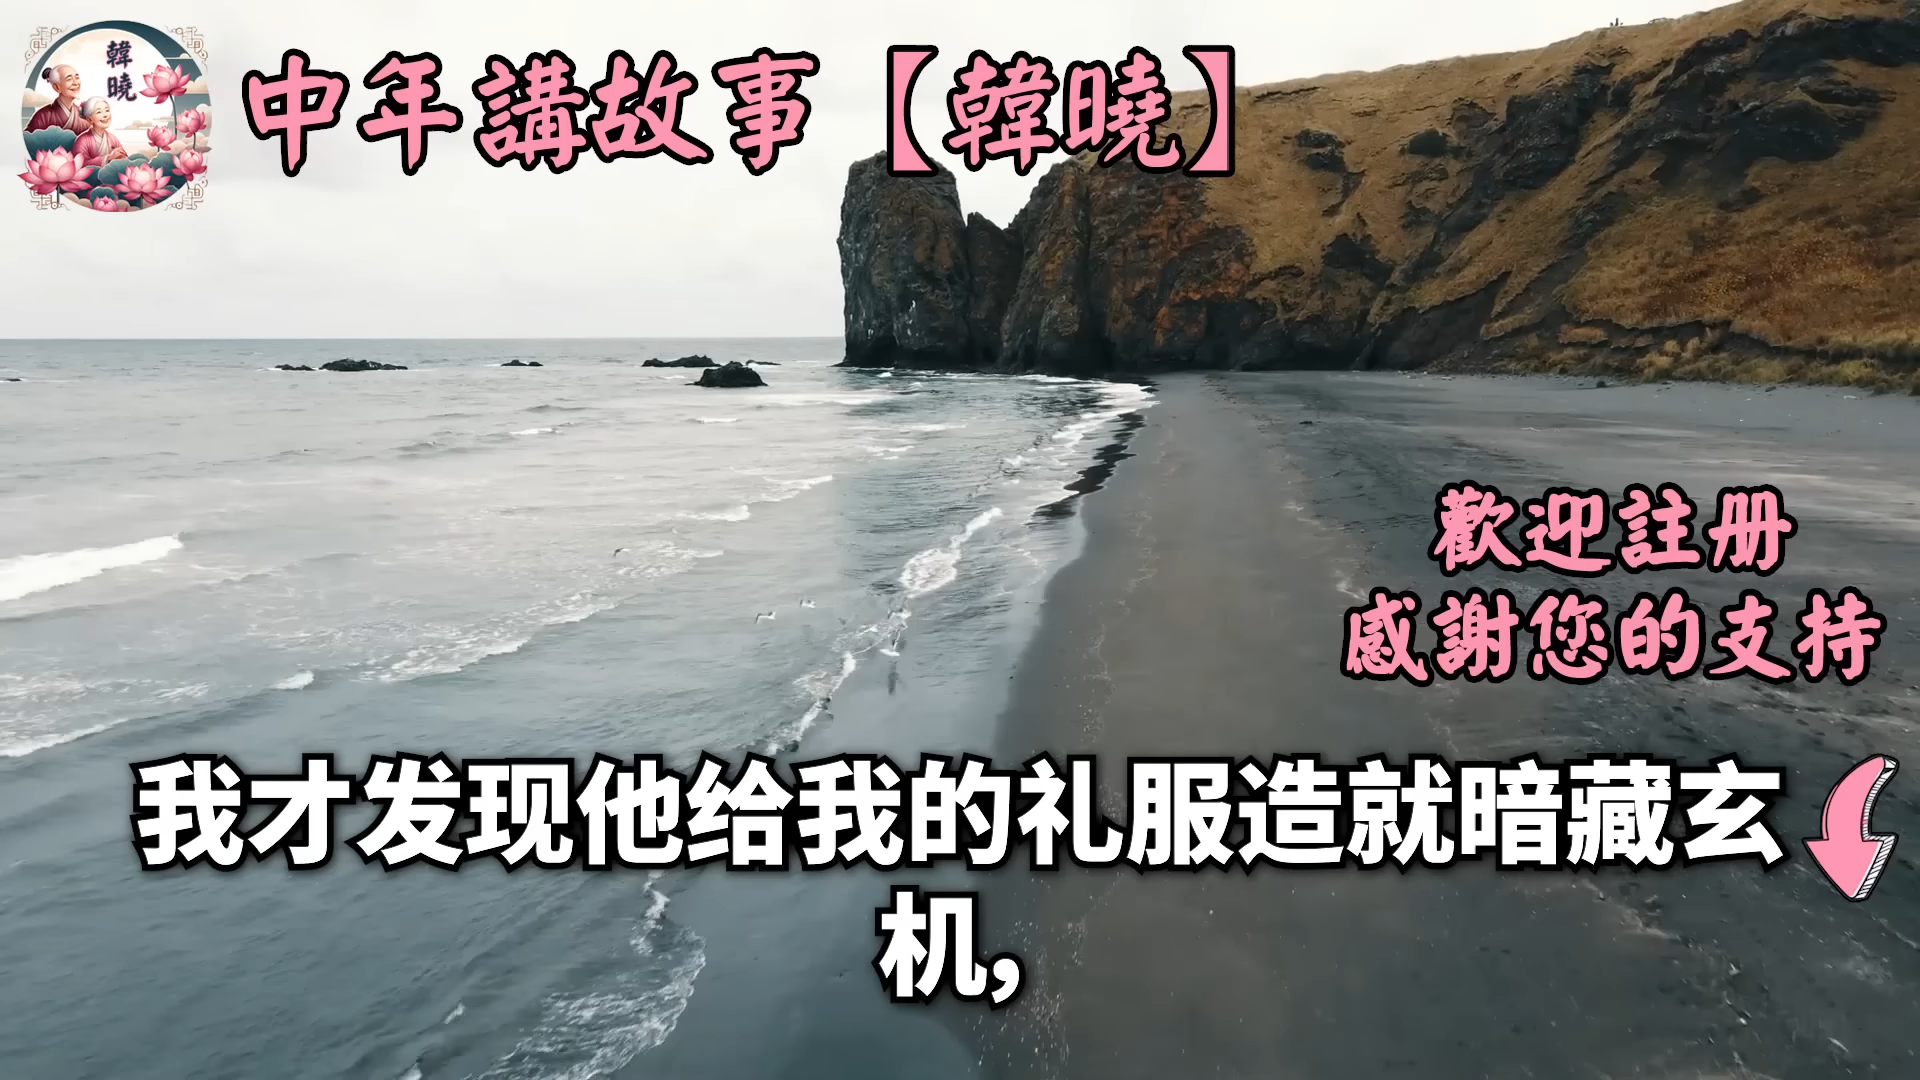 韓曉
中年講故事【韓曉】
歡迎註册
感謝您的支持
我才发现他给我的礼服造就暗藏玄
机,